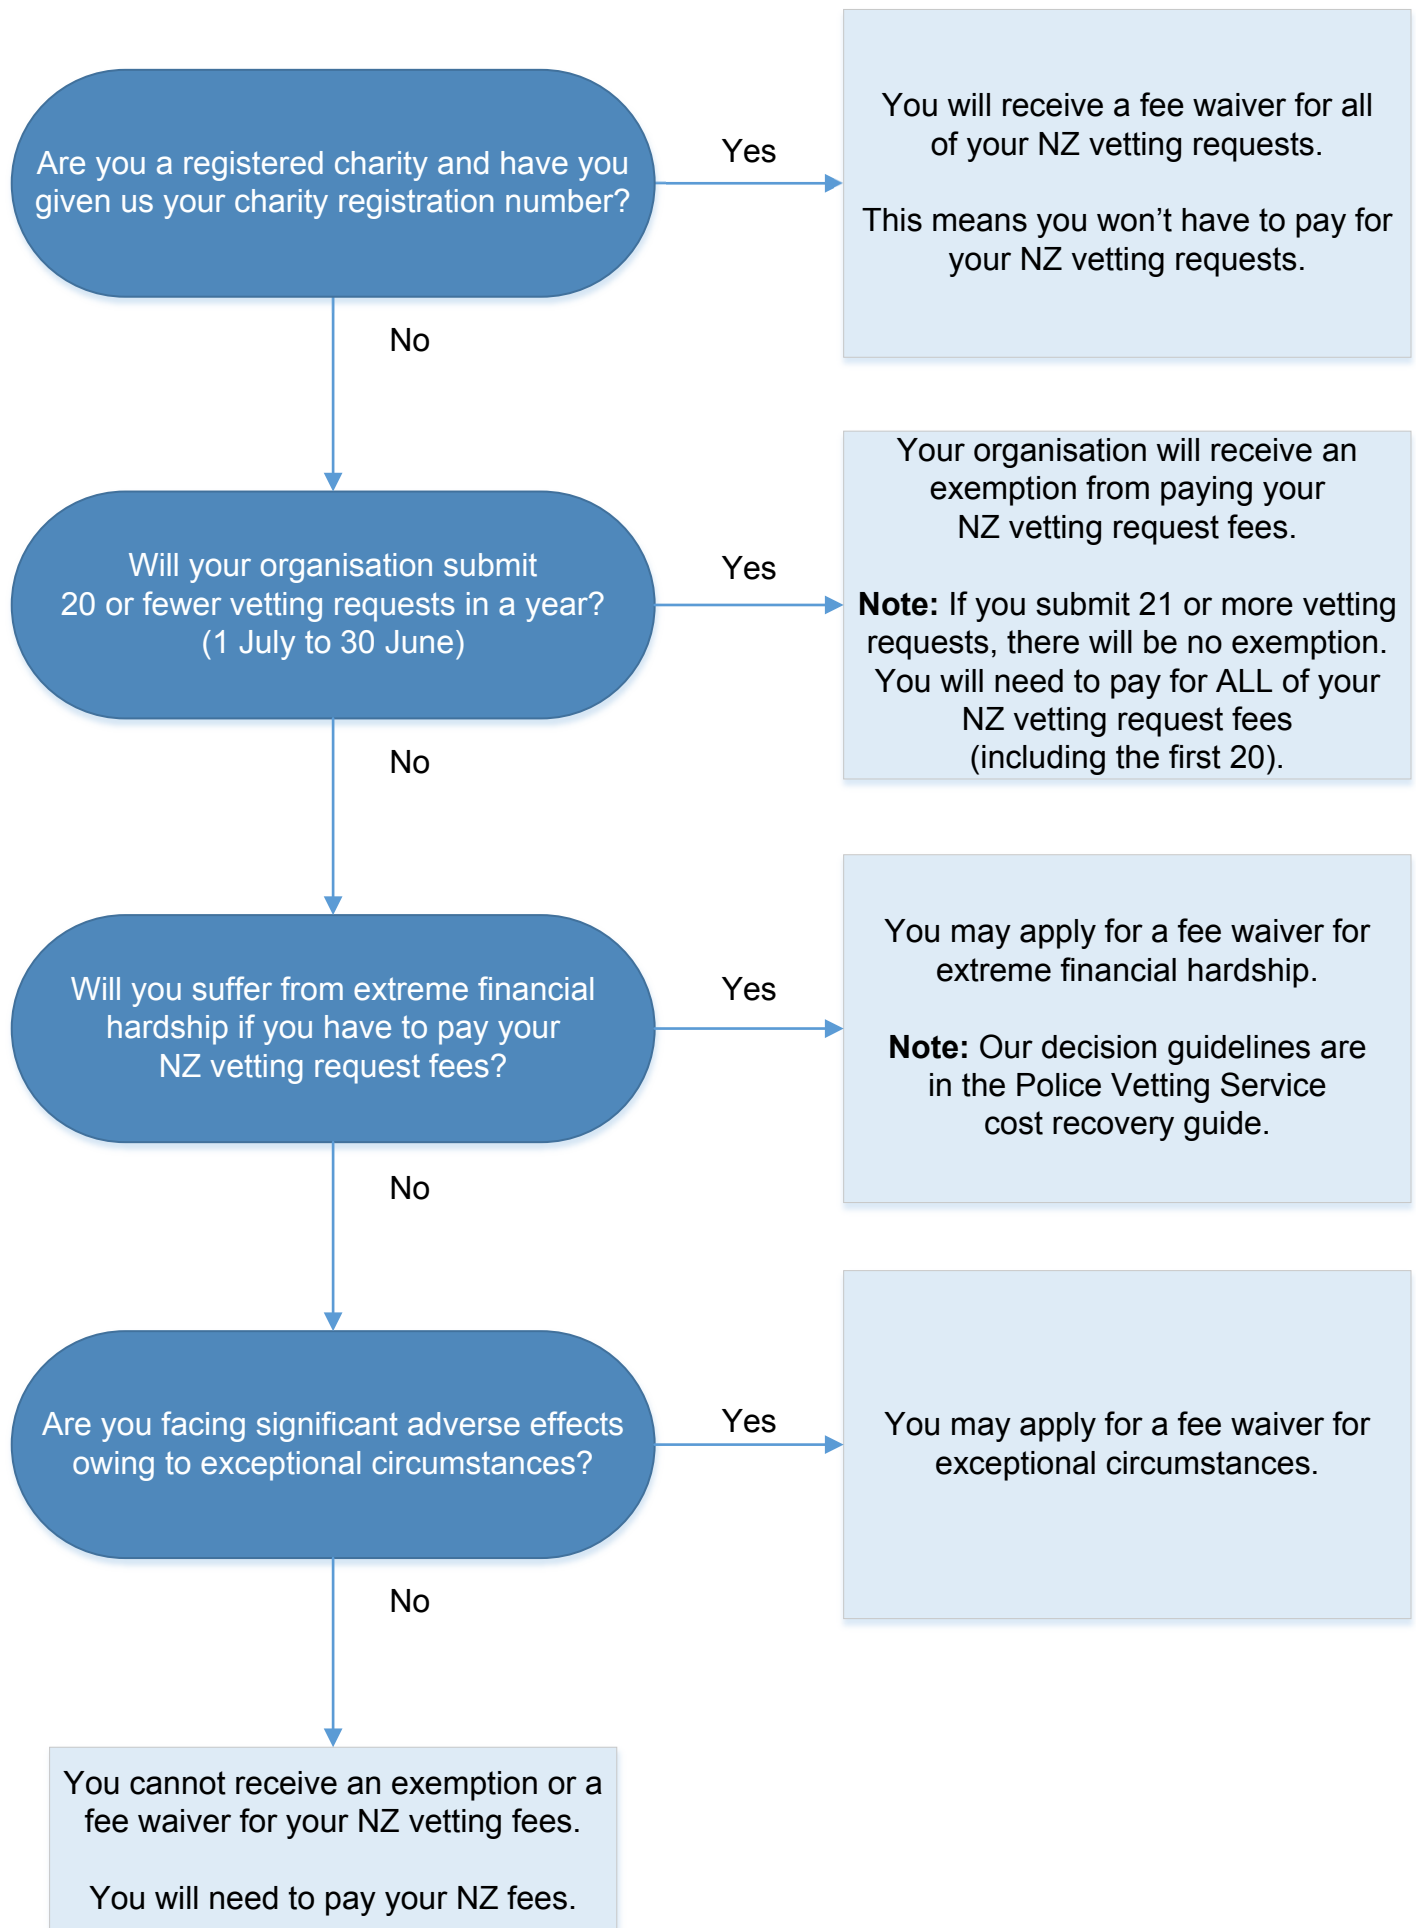 Are you a registered charity and have you
given us your charity registration number?
Yes
You will receive a fee waiver for all
of your NZ vetting requests.
This means you won’t have to pay for
your NZ vetting requests.
No
Will your organisation submit
20 or fewer vetting requests in a year?
(1 July to 30 June)
Yes
Your organisation will receive an
exemption from paying your
NZ vetting request fees.
Note: If you submit 21 or more vetting
requests, there will be no exemption.
You will need to pay for ALL of your
NZ vetting request fees
(including the first 20).
No
Will you suffer from extreme financial
hardship if you have to pay your
NZ vetting request fees?
Yes
You may apply for a fee waiver for
extreme financial hardship.
Note: Our decision guidelines are
in the Police Vetting Service
cost recovery guide.
No
Are you facing significant adverse effects
owing to exceptional circumstances?
Yes
You may apply for a fee waiver for
exceptional circumstances.
No
You cannot receive an exemption or a
fee waiver for your NZ vetting fees.
You will need to pay your NZ fees.